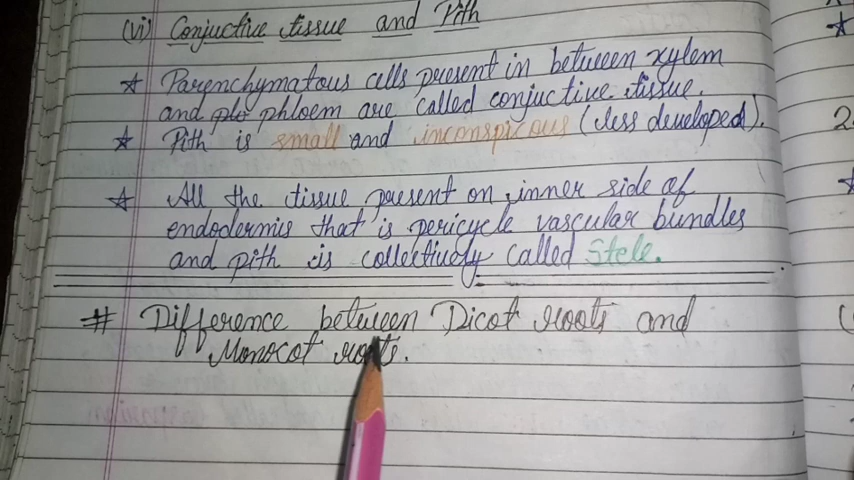 (vi) Conjuctive tissue and Pith
★ Parenchymatous cells present in between xylem
and plo phloem are called conjuctive tissue.
★ Pith is small and inconspicous (less developed).
★ All the tissue present on inner side of
endodermis that is pericycle vascular bundles
and pith is collectively called Stele.
# Difference between Dicot roots and
Monocot roots.
2.